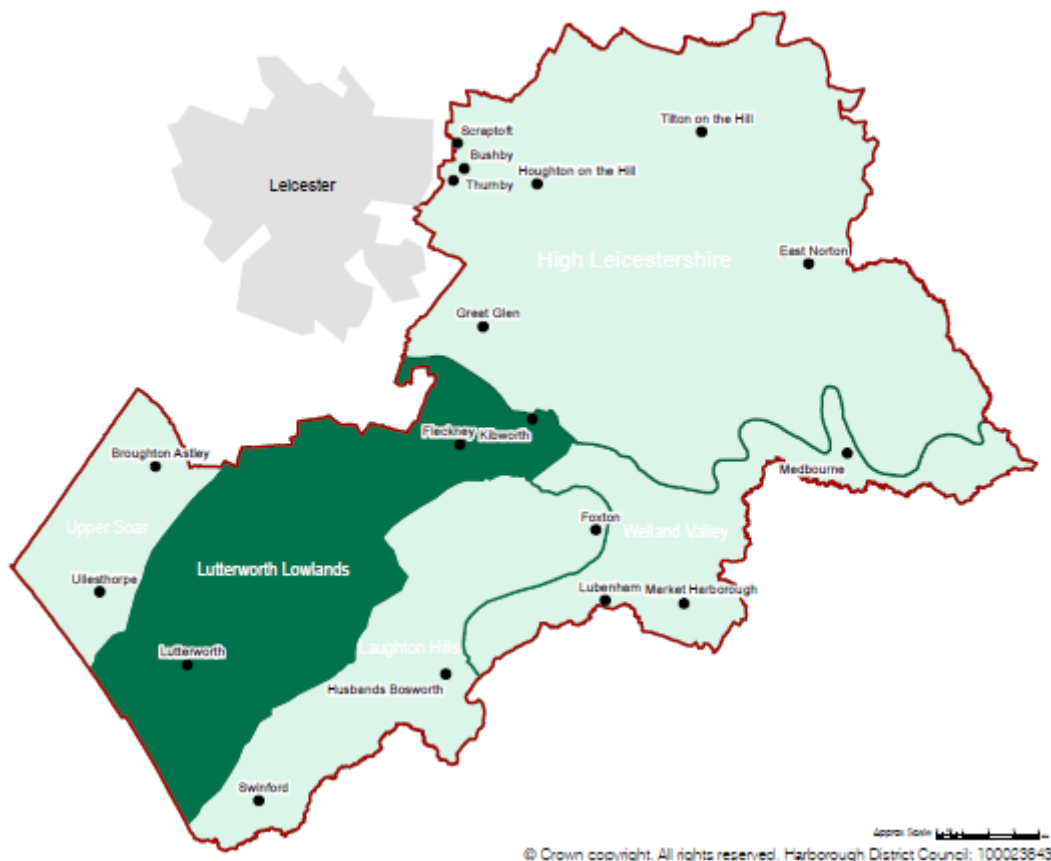 Tilton on the Hill
Scraptoft
Bushby
Leicester
Houghton on the Hill
Thurnby
High Leicestershire
East Norton
Great Glen
Fleckney
Kibworth
Broughton Astley
Medbourne
Upper Soar
Foxton
Welland Valley
Lutterworth Lowlands
Ullesthorpe
Lubenham
Market Harborough
Laughton Hills
Lutterworth
Husbands Bosworth
Swinford
Approx Scale
© Crown copyright. All rights reserved. Harborough District Council: 100023843